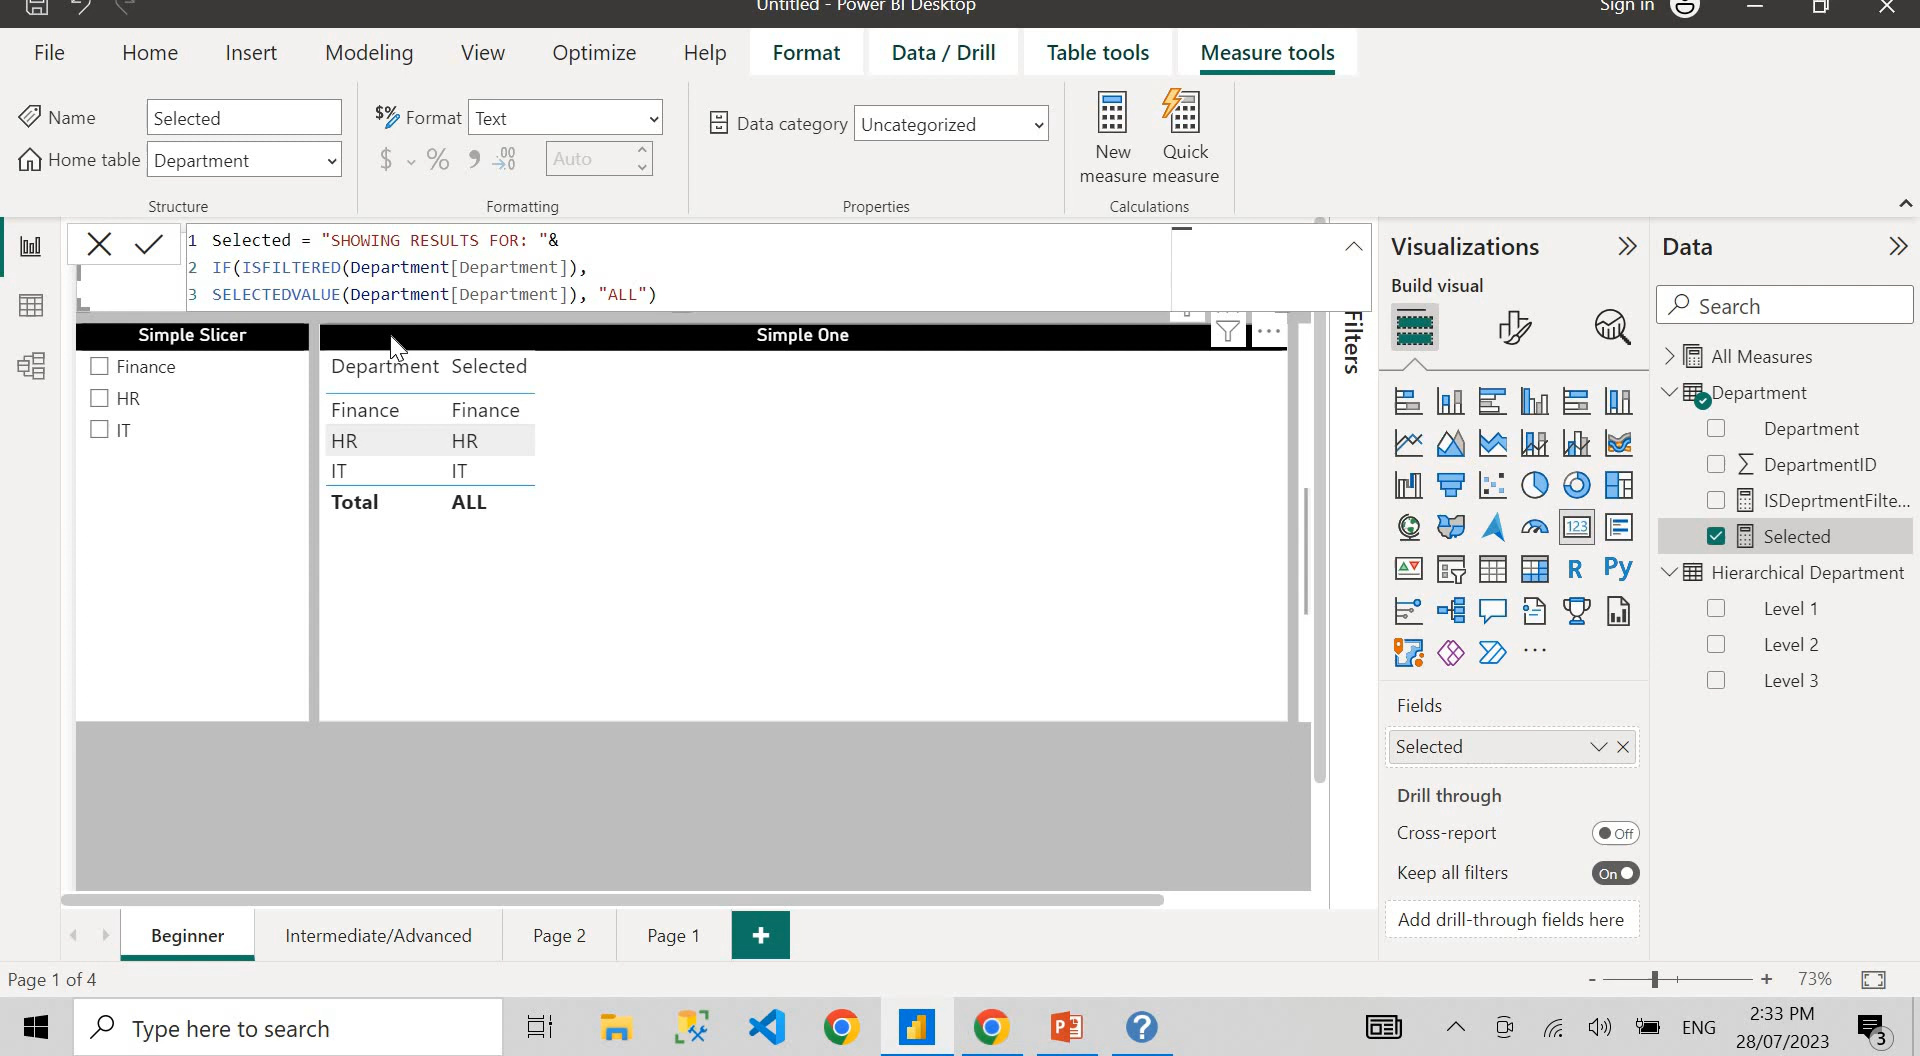 Untitled - Power BI Desktop
Sign in
File Home Insert Modeling View Optimize Help Format Data / Drill Table tools Measure tools
Name Selected
Home table Department
Structure
Format Text
Auto
Formatting
Data category Uncategorized
Properties
New measure
Quick measure
Calculations
1 Selected = "SHOWING RESULTS FOR: "&
2 IF(ISFILTERED(Department[Department]),
3 SELECTEDVALUE(Department[Department]), "ALL")
Simple Slicer
Finance
HR
IT
Simple One
Department Selected
Finance Finance
HR HR
IT IT
Total ALL
Filters
Visualizations
Build visual
123
R
Py
Fields
Selected
Drill through
Cross-report Off
Keep all filters On
Add drill-through fields here
Data
Search
All Measures
Department
Department
DepartmentID
ISDeprtmentFilte...
Selected
Hierarchical Department
Level 1
Level 2
Level 3
Beginner Intermediate/Advanced Page 2 Page 1 +
Page 1 of 4
- + 73%
Type here to search
ENG
2:33 PM
28/07/2023
3